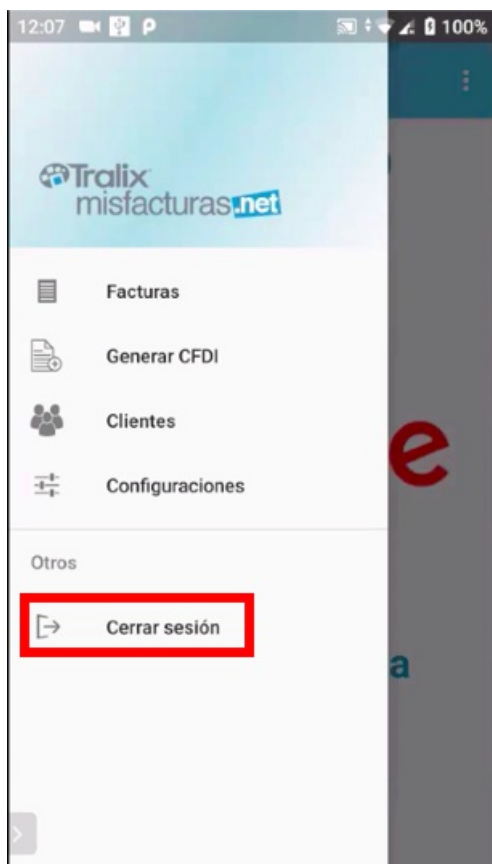 12:07 100%
Tralix
misfacturas.net
Facturas
Generar CFDI
Clientes
Configuraciones
Otros
Cerrar sesión
e
a